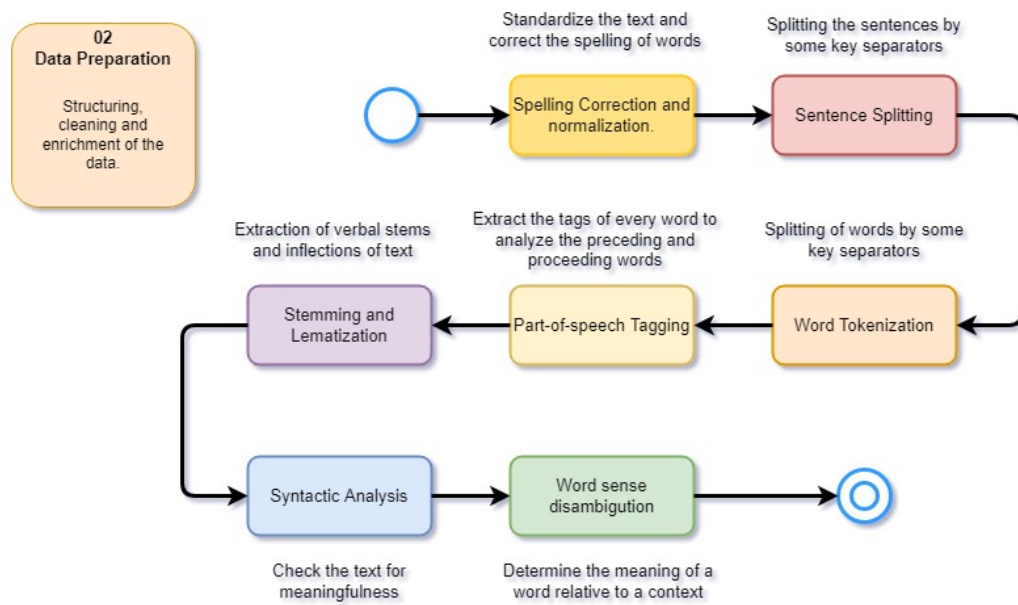 02
Data Preparation
Structuring,
cleaning and
enrichment of the
data.
Standardize the text and
correct the spelling of words
Spelling Correction and
normalization.
Splitting the sentences by
some key separators
Sentence Splitting
Splitting of words by some
key separators
Word Tokenization
Extract the tags of every word to
analyze the preceding and
proceeding words
Part-of-speech Tagging
Extraction of verbal stems
and inflections of text
Stemming and
Lematization
Syntactic Analysis
Check the text for
meaningfulness
Word sense
disambigution
Determine the meaning of a
word relative to a context